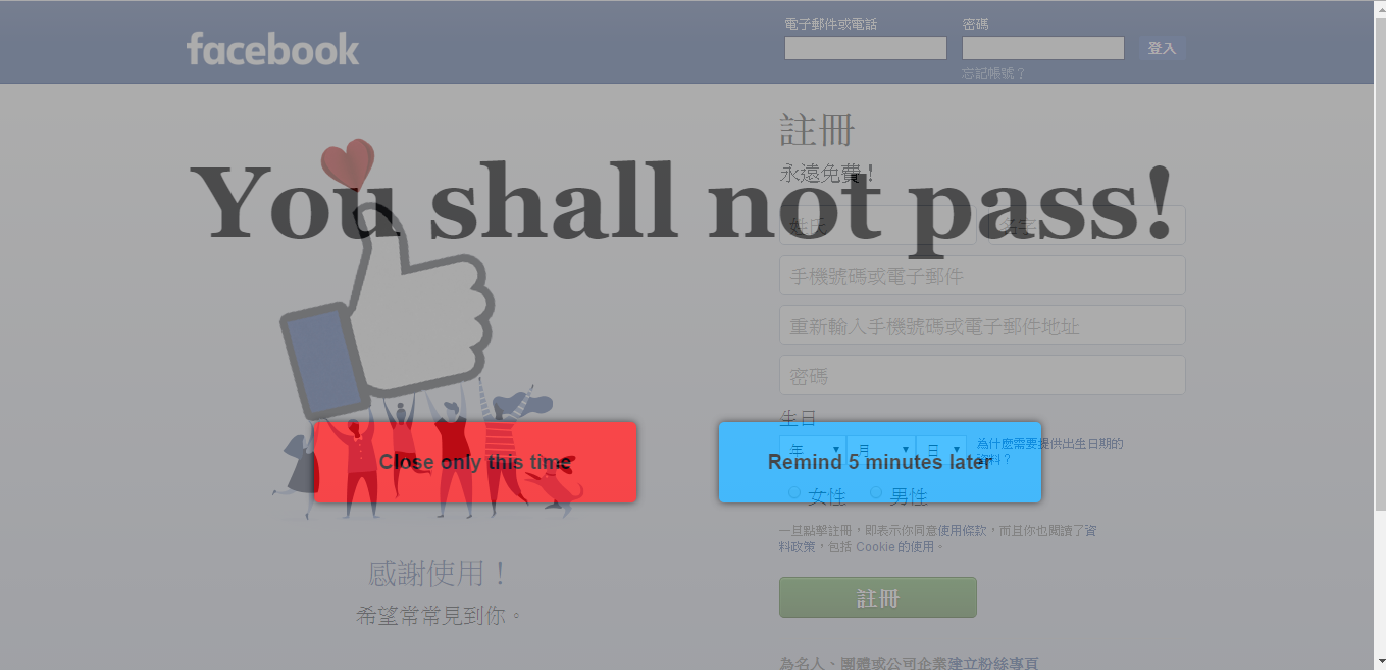 facebook
電子郵件或電話
密碼
登入
忘記帳號？
註冊
永遠免費！
You shall not pass!
姓氏
名字
手機號碼或電子郵件
重新輸入手機號碼或電子郵件地址
密碼
生日
年 月 日
為什麼需要提供出生日期的
資料？
Close only this time
Remind 5 minutes later
女性 男性
一旦點擊註冊，即表示你同意使用條款，而且你也閱讀了資
料政策，包括 Cookie 的使用。
感謝使用！
希望常常見到你。
註冊
為名人、團體或公司企業建立粉絲專頁